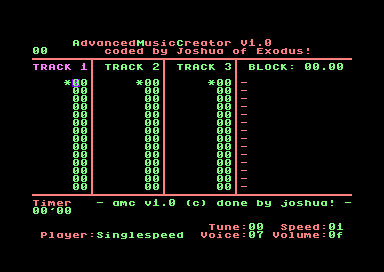 AdvancedMusicCreator V1.0
00 coded by Joshua of Exodus!
TRACK 1 TRACK 2 TRACK 3 BLOCK: 00.00
*00 *00 *00 -
00 00 00 -
00 00 00 -
00 00 00 -
00 00 00 -
00 00 00 -
00 00 00 -
00 00 00 -
00 00 00 -
00 00 00 -
00 00 00 -
00 00 00 -
00 00 00 -
00 00 00 -
Timer - amc v1.0 (c) done by joshua! -
00'00
Tune:00 Speed:01
Player:Singlespeed Voice:07 Volume:0f